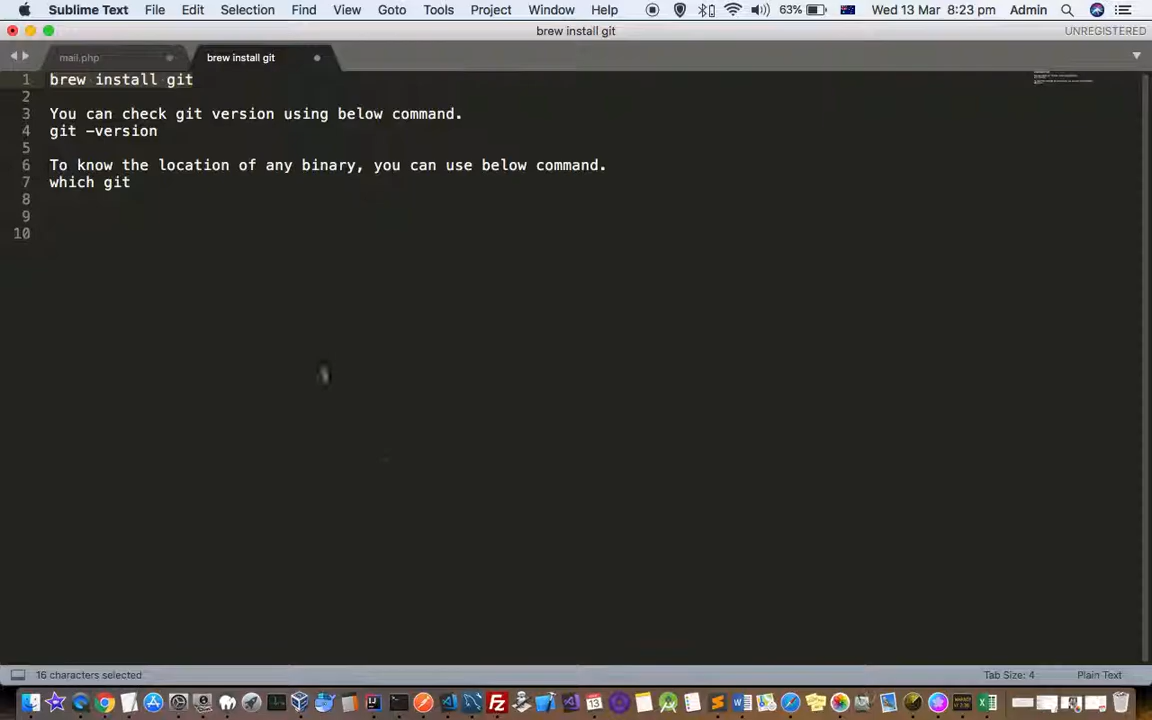 Sublime Text File Edit Selection Find View Goto Tools Project Window Help 63% Wed 13 Mar 8:23 pm Admin
brew install git UNREGISTERED
mail.php brew install git
1 brew install git
2
3 You can check git version using below command.
4 git –version
5
6 To know the location of any binary, you can use below command.
7 which git
8
9
10
16 characters selected Tab Size: 4 Plain Text